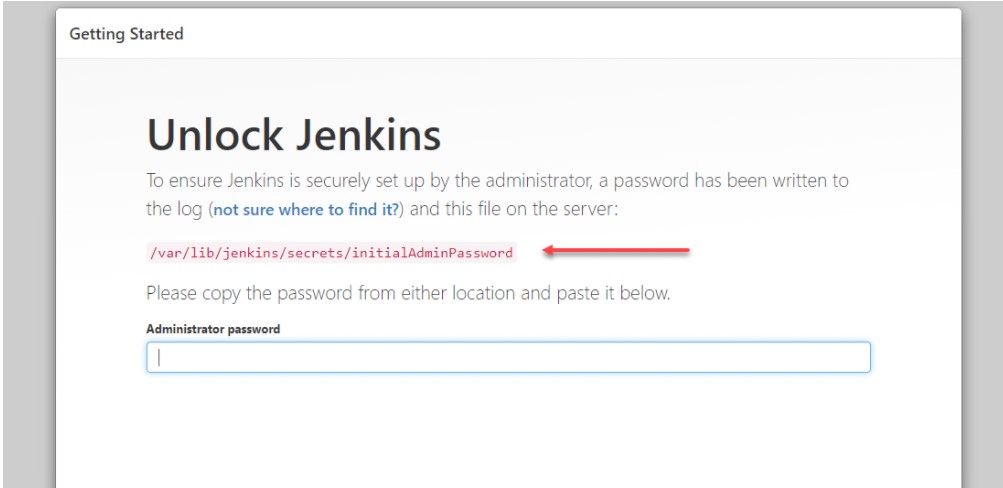 Getting Started
Unlock Jenkins
To ensure Jenkins is securely set up by the administrator, a password has been written to
the log (not sure where to find it?) and this file on the server:
/var/lib/jenkins/secrets/initialAdminPassword
Please copy the password from either location and paste it below.
Administrator password